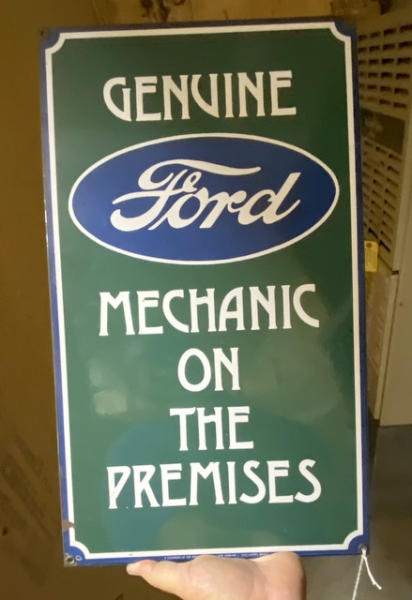 GENUINE
Ford
MECHANIC
ON
THE
PREMISES